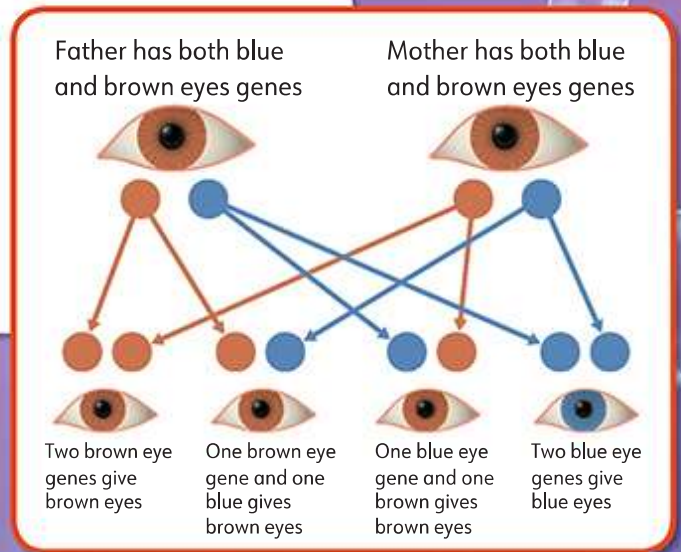 Father has both blue
and brown eyes genes
Mother has both blue
and brown eyes genes
Two brown eye
genes give
brown eyes
One brown eye
gene and one
blue gives
brown eyes
One blue eye
gene and one
brown gives
brown eyes
Two blue eye
genes give
blue eyes